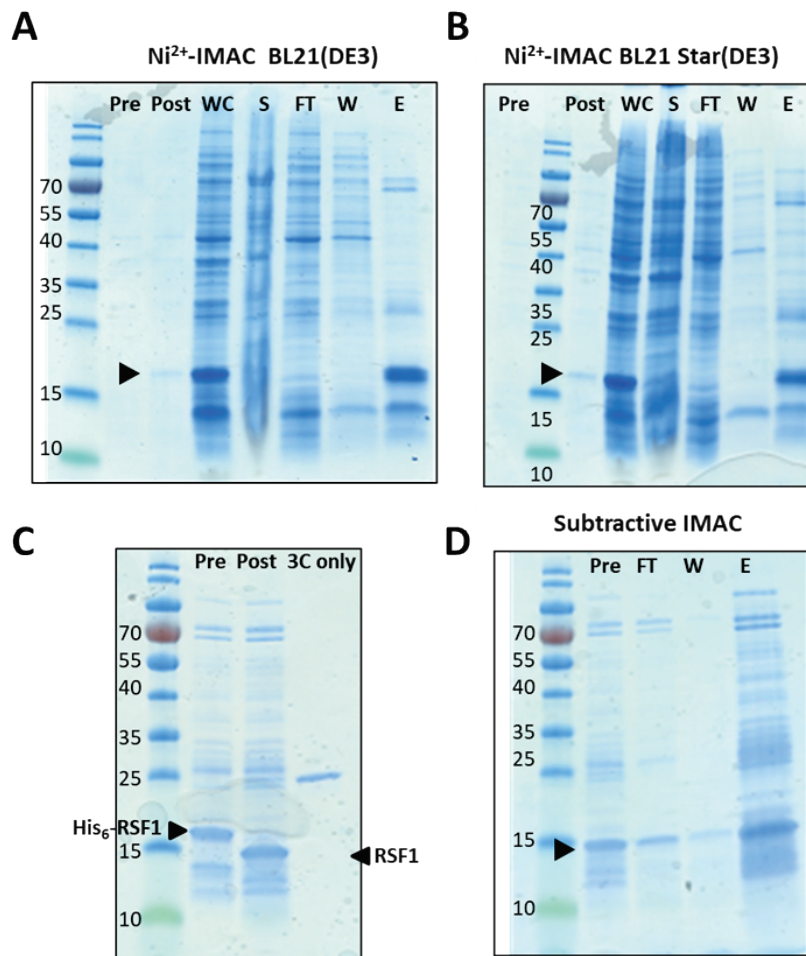 A
Ni²⁺-IMAC BL21(DE3)
Pre Post WC S FT W E
70
55
40
35
25
15
10
B
Ni²⁺-IMAC BL21 Star(DE3)
Pre Post WC S FT W E
70
55
40
35
25
15
10
C
Pre Post 3C only
70
55
40
35
25
His₆-RSF1
15
RSF1
10
D
Subtractive IMAC
Pre FT W E
70
55
40
35
25
15
10